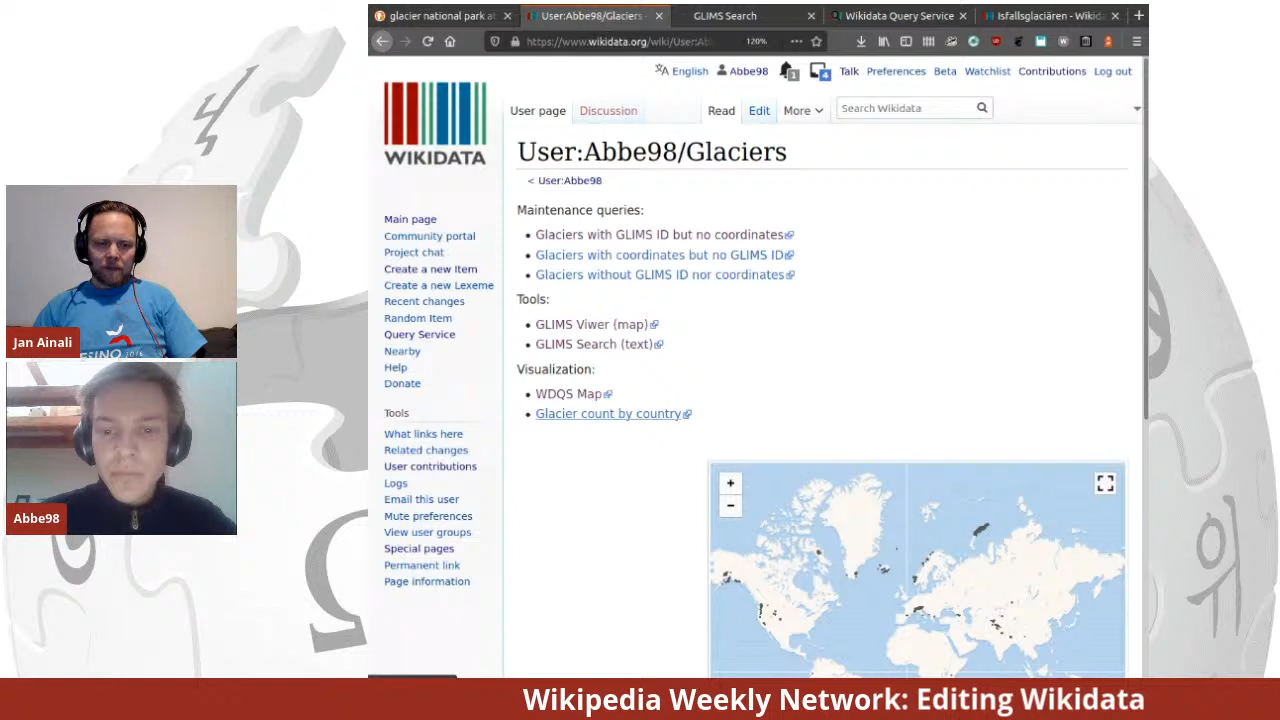 glacier national park at
User:Abbe98/Glaciers -
GLIMS Search
Wikidata Query Service
Isfallsglaciären - Wikid
https://www.wikidata.org/wiki/User:Ab
120%
English
Abbe98
1
4
Talk
Preferences
Beta
Watchlist
Contributions
Log out
User page
Discussion
Read
Edit
More
Search Wikidata
WIKIDATA
User:Abbe98/Glaciers
< User:Abbe98
Maintenance queries:
Glaciers with GLIMS ID but no coordinates
Glaciers with coordinates but no GLIMS ID
Glaciers without GLIMS ID nor coordinates
Tools:
GLIMS Viwer (map)
GLIMS Search (text)
Visualization:
WDQS Map
Glacier count by country
+
−
Main page
Community portal
Project chat
Create a new Item
Create a new Lexeme
Recent changes
Random Item
Query Service
Nearby
Help
Donate
Tools
What links here
Related changes
User contributions
Logs
Email this user
Mute preferences
View user groups
Special pages
Permanent link
Page information
Jan Ainali
Abbe98
Ω
위
Wikipedia Weekly Network: Editing Wikidata